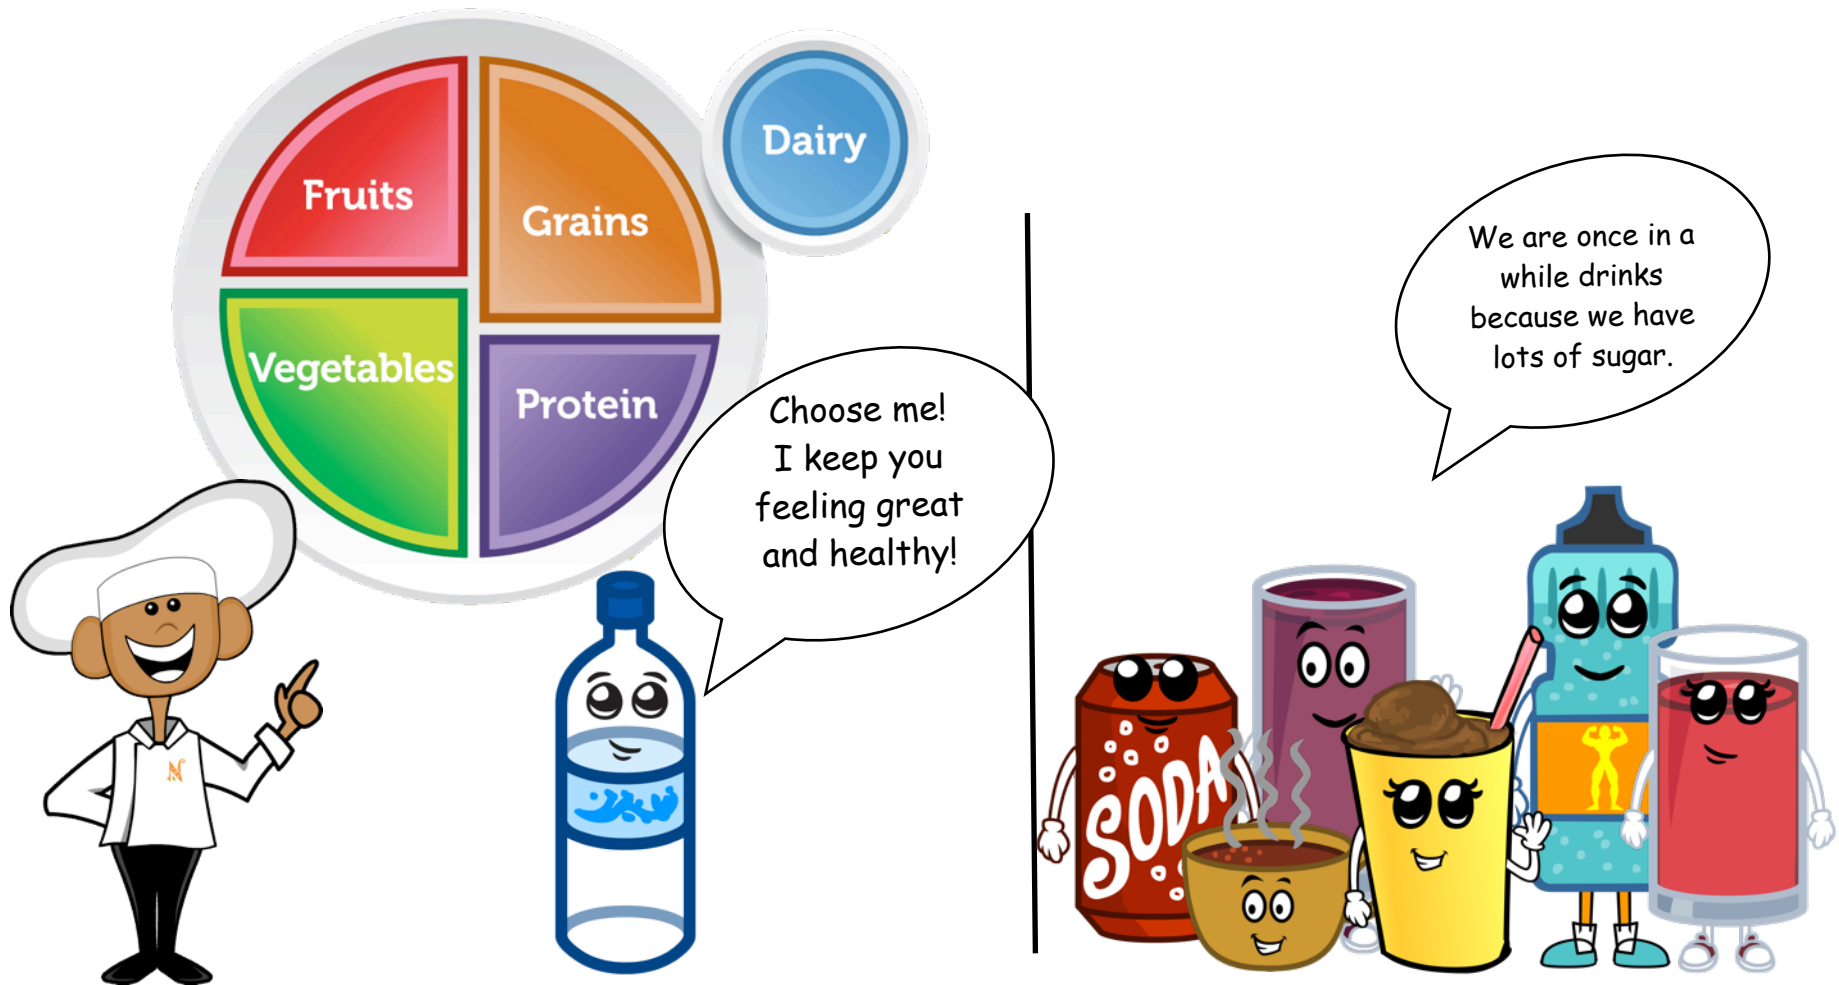 Fruits
Grains
Dairy
Vegetables
Protein
Choose me!
I keep you
feeling great
and healthy!
We are once in a
while drinks
because we have
lots of sugar.
N
SODA